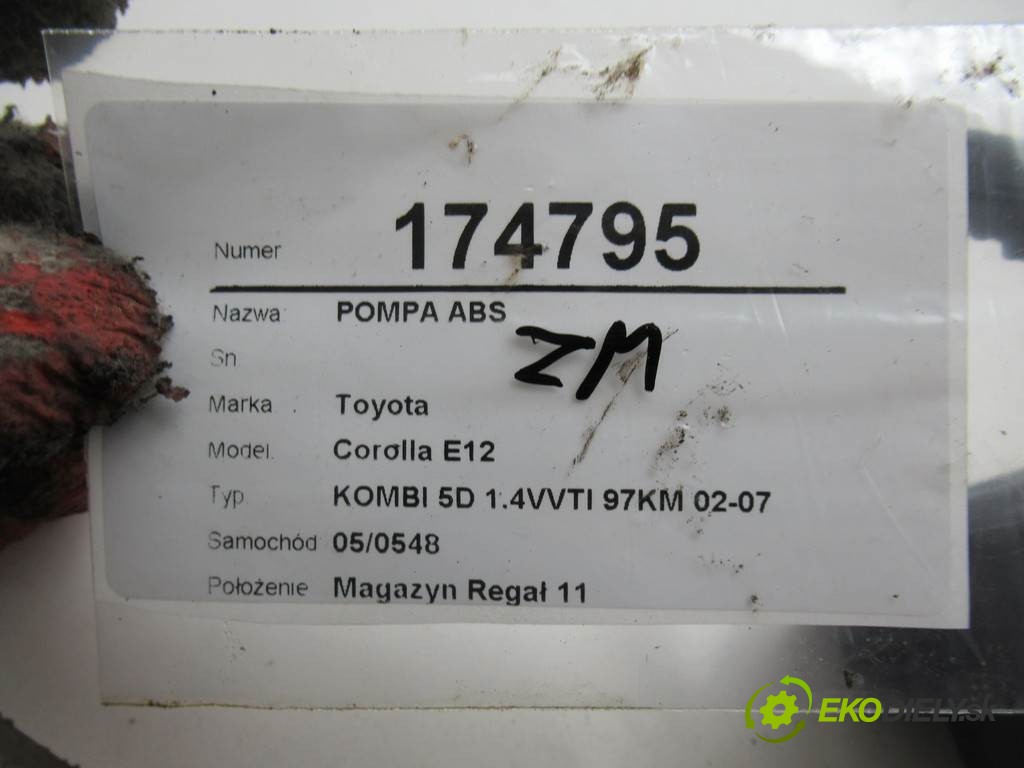 Numer 174795
Nazwa: POMPA ABS
ZM
Sn
Marka : Toyota
Model. Corolla E12
Typ KOMBI 5D 1.4VVTI 97KM 02-07
Samochód 05/0548
Położenie Magazyn Regał 11
EKODIELY.sk